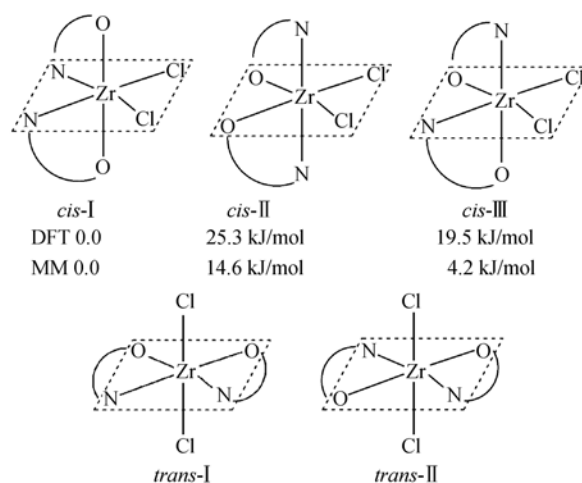 O
N
Cl
Zr
N
Cl
O
cis-Ⅰ
DFT 0.0
MM 0.0
N
Cl
O
Zr
O
Cl
N
cis-Ⅱ
25.3 kJ/mol
14.6 kJ/mol
N
Cl
O
Zr
N
Cl
O
cis-Ⅲ
19.5 kJ/mol
4.2 kJ/mol
Cl
O
O
Zr
N
N
Cl
trans-Ⅰ
Cl
N
O
Zr
O
N
Cl
trans-Ⅱ